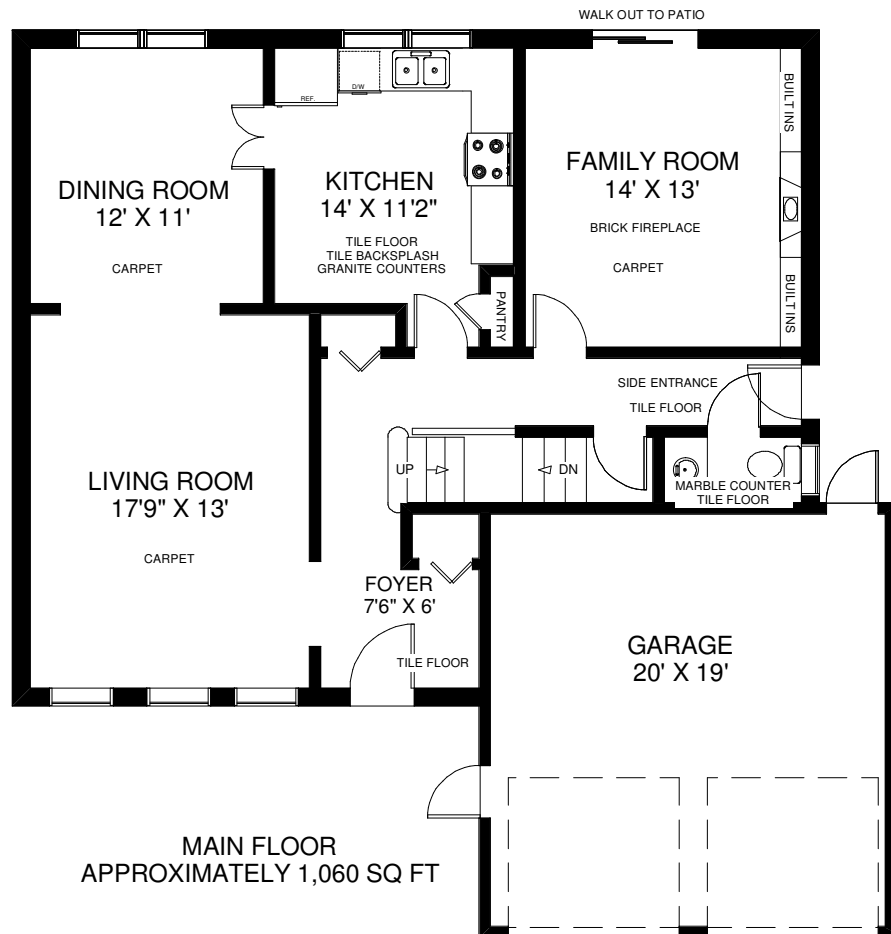 WALK OUT TO PATIO
REF.
D/W
BUILT INS
DINING ROOM
12' X 11'
CARPET
KITCHEN
14' X 11'2"
TILE FLOOR
TILE BACKSPLASH
GRANITE COUNTERS
FAMILY ROOM
14' X 13'
BRICK FIREPLACE
CARPET
BUILT INS
PANTRY
SIDE ENTRANCE
TILE FLOOR
LIVING ROOM
17'9" X 13'
CARPET
UP
DN
MARBLE COUNTER
TILE FLOOR
FOYER
7'6" X 6'
TILE FLOOR
GARAGE
20' X 19'
MAIN FLOOR
APPROXIMATELY 1,060 SQ FT